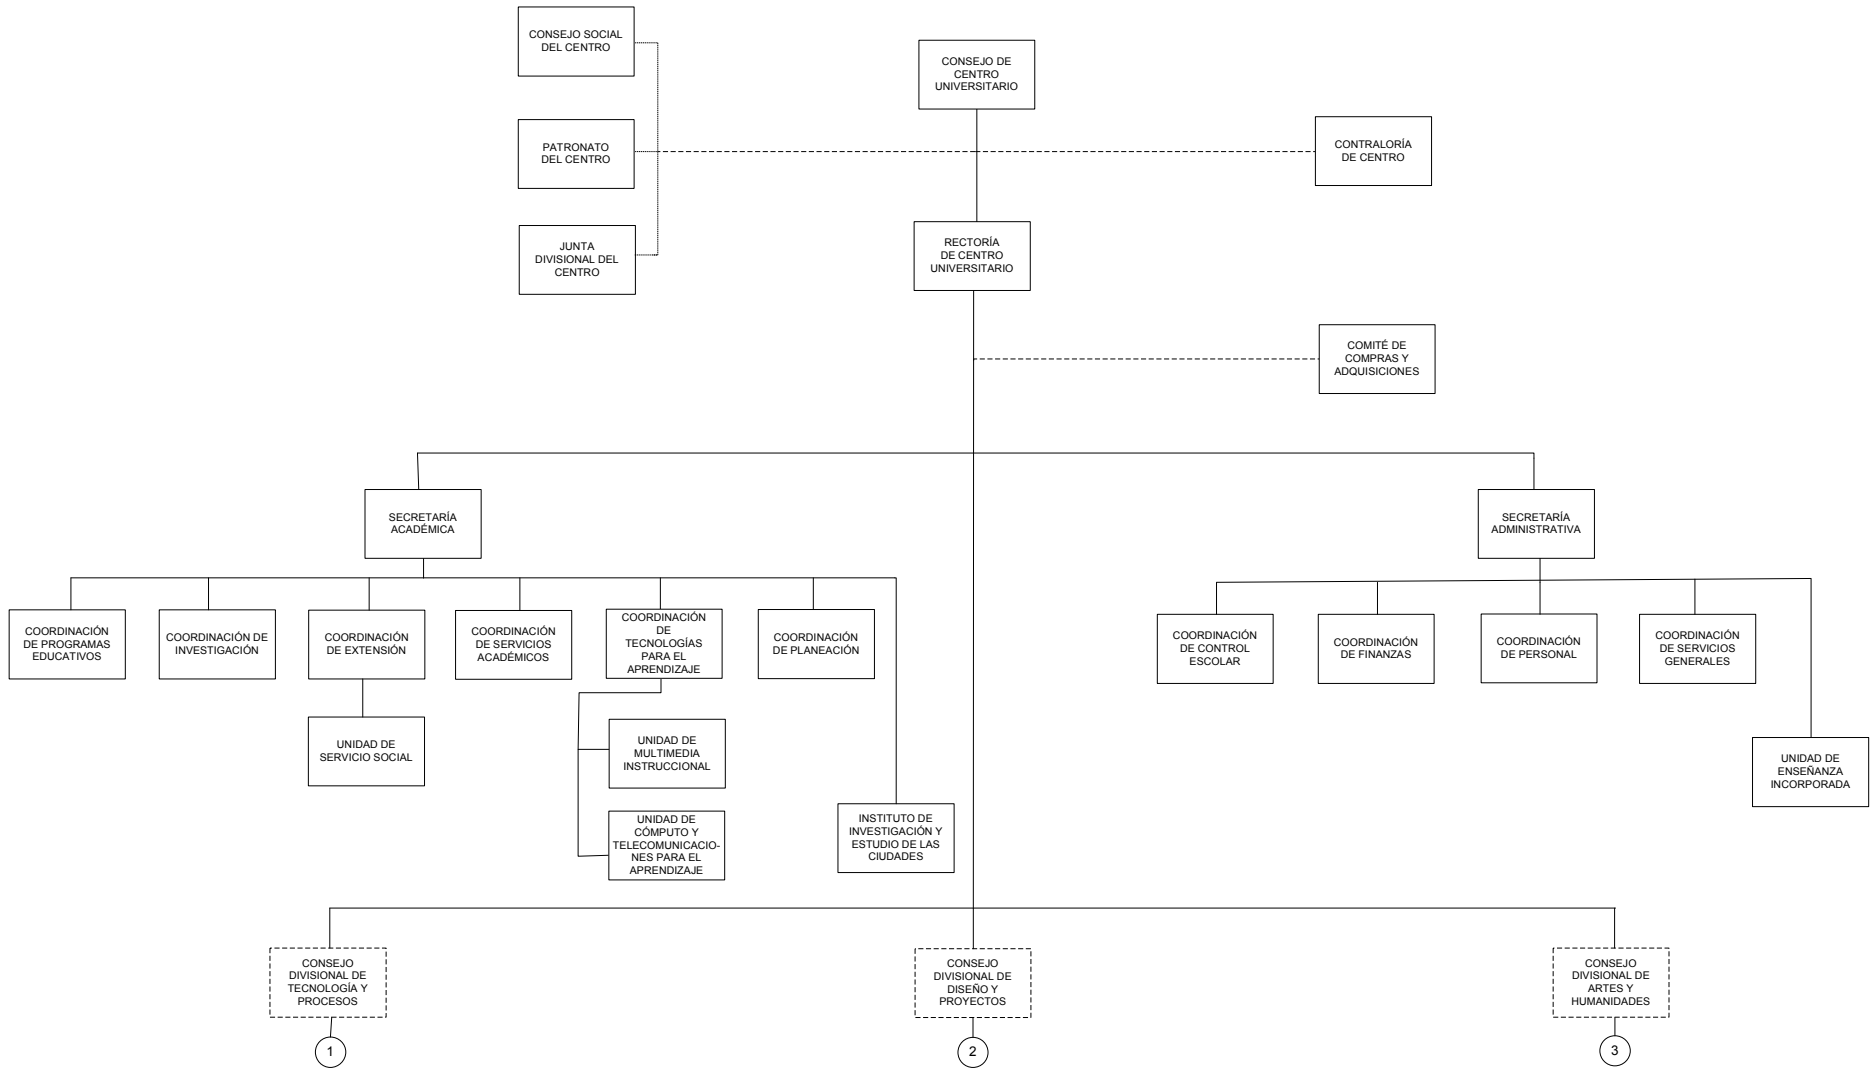 CONSEJO SOCIAL
DEL CENTRO
CONSEJO DE
CENTRO
UNIVERSITARIO
PATRONATO
DEL CENTRO
CONTRALORÍA
DE CENTRO
JUNTA
DIVISIONAL DEL
CENTRO
RECTORÍA
DE CENTRO
UNIVERSITARIO
COMITÉ DE
COMPRAS Y
ADQUISICIONES
SECRETARÍA
ACADÉMICA
SECRETARÍA
ADMINISTRATIVA
COORDINACIÓN
DE PROGRAMAS
EDUCATIVOS
COORDINACIÓN DE
INVESTIGACIÓN
COORDINACIÓN
DE EXTENSIÓN
COORDINACIÓN
DE SERVICIOS
ACADÉMICOS
COORDINACIÓN
DE
TECNOLOGÍAS
PARA EL
APRENDIZAJE
COORDINACIÓN
DE PLANEACIÓN
COORDINACIÓN
DE CONTROL
ESCOLAR
COORDINACIÓN
DE FINANZAS
COORDINACIÓN
DE PERSONAL
COORDINACIÓN
DE SERVICIOS
GENERALES
UNIDAD DE
SERVICIO SOCIAL
UNIDAD DE
MULTIMEDIA
INSTRUCCIONAL
UNIDAD DE
ENSEÑANZA
INCORPORADA
UNIDAD DE
CÓMPUTO Y
TELECOMUNICACIO-
NES PARA EL
APRENDIZAJE
INSTITUTO DE
INVESTIGACIÓN Y
ESTUDIO DE LAS
CIUDADES
CONSEJO
DIVISIONAL DE
TECNOLOGÍA Y
PROCESOS
CONSEJO
DIVISIONAL DE
DISEÑO Y
PROYECTOS
CONSEJO
DIVISIONAL DE
ARTES Y
HUMANIDADES
1
2
3